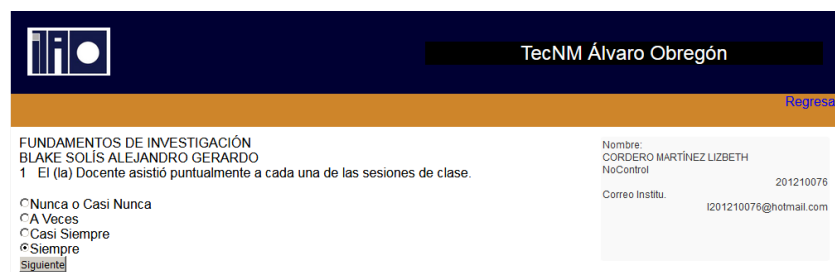 TecNM Álvaro Obregón
Regresa
FUNDAMENTOS DE INVESTIGACIÓN
BLAKE SOLÍS ALEJANDRO GERARDO
1 El (la) Docente asistió puntualmente a cada una de las sesiones de clase.
Nunca o Casi Nunca
A Veces
Casi Siempre
Siempre
Siguiente
Nombre:
CORDERO MARTÍNEZ LIZBETH
NoControl
201210076
Correo Institu.
l201210076@hotmail.com